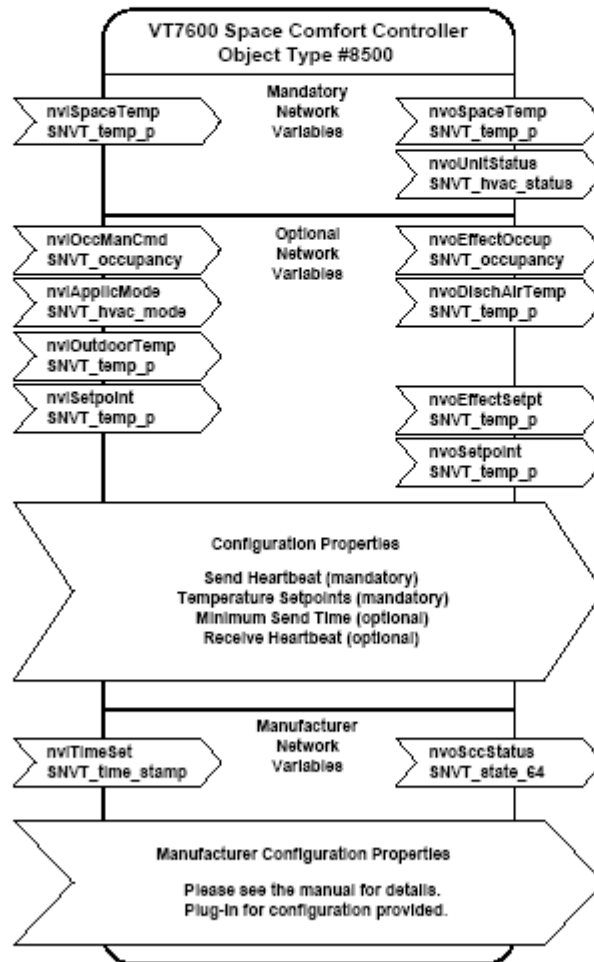 VT7600 Space Comfort Controller
Object Type #8500
Mandatory
Network
Variables
nviSpaceTemp
SNVT_temp_p
nvoSpaceTemp
SNVT_temp_p
nvoUnitStatus
SNVT_hvac_status
Optional
Network
Variables
nviOccManCmd
SNVT_occupancy
nviApplicMode
SNVT_hvac_mode
nviOutdoorTemp
SNVT_temp_p
nviSetpoint
SNVT_temp_p
nvoEffectOccup
SNVT_occupancy
nvoDischAirTemp
SNVT_temp_p
nvoEffectSetpt
SNVT_temp_p
nvoSetpoint
SNVT_temp_p
Configuration Properties
Send Heartbeat (mandatory)
Temperature Setpoints (mandatory)
Minimum Send Time (optional)
Receive Heartbeat (optional)
Manufacturer
Network
Variables
nviTimeSet
SNVT_time_stamp
nvoSccStatus
SNVT_state_64
Manufacturer Configuration Properties
Please see the manual for details.
Plug-in for configuration provided.